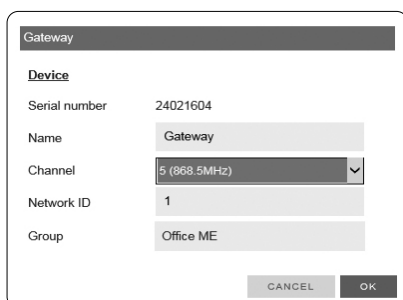 Gateway
Device
Serial number 24021604
Name Gateway
Channel 5 (868.5MHz)
Network ID 1
Group Office ME
CANCEL OK